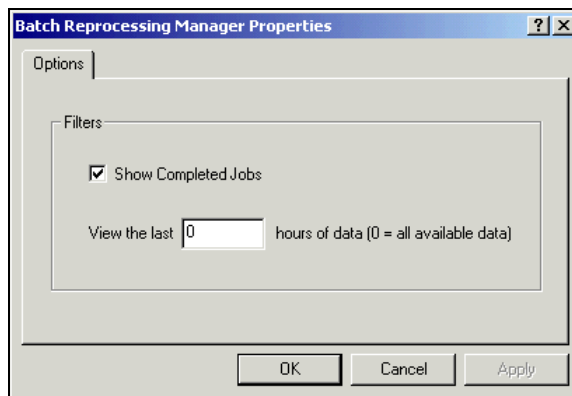 Batch Reprocessing Manager Properties
Options
Filters
Show Completed Jobs
View the last 0 hours of data (0 = all available data)
OK Cancel Apply